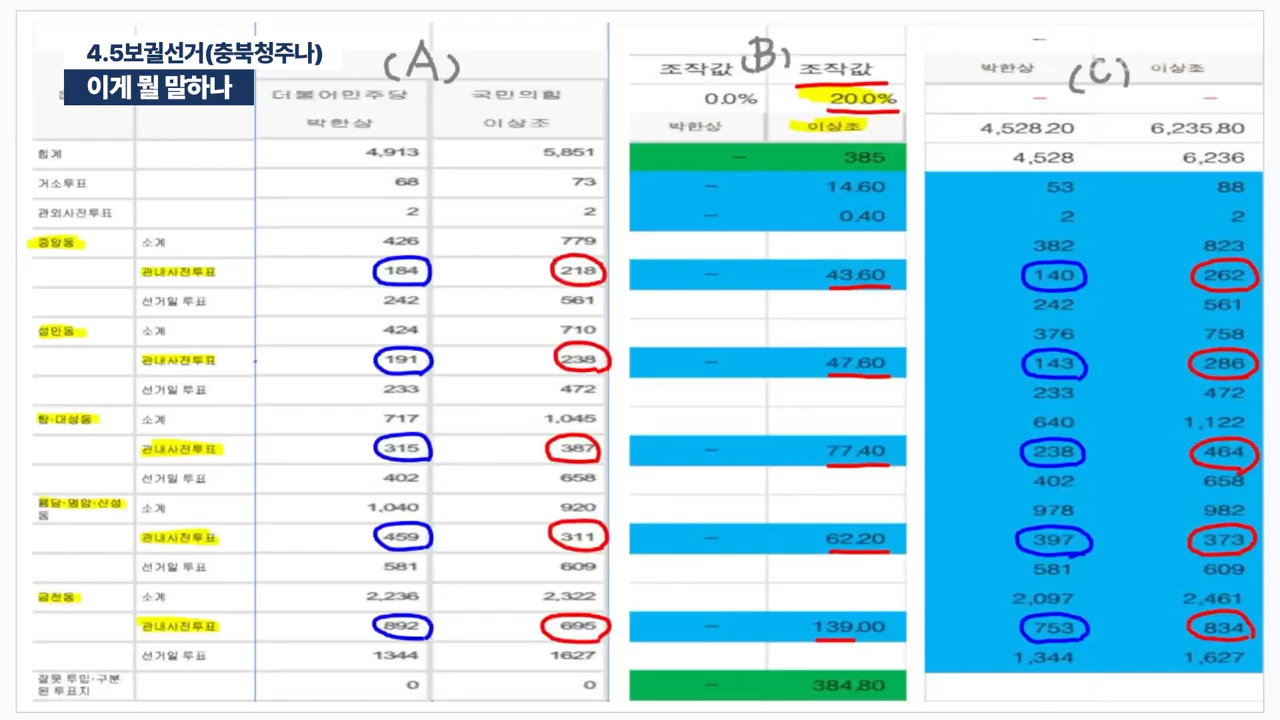 4.5보궐선거(충북청주나)
이게 뭘 말하나
(A)
(B)
(C)
더불어민주당 국민의힘
박한상 이상조
조작값 조작값
0.0% 20.0%
박한상 이상조
박한상 이상조
4,528.20 6,235.80
합계 4,913 5,851 – 385 4,528 6,236
거소투표 68 73 – 14.60 53 88
관외사전투표 2 2 – 0.40 2 2
중앙동 소계 426 779 382 823
관내사전투표 184 218 – 43.60 140 262
선거일 투표 242 561 242 561
성안동 소계 424 710 376 758
관내사전투표 191 238 – 47.60 143 286
선거일 투표 233 472 233 472
탑·대성동 소계 717 1,045 640 1,122
관내사전투표 315 387 – 77.40 238 464
선거일 투표 402 658 402 658
용담·명암·산성동 소계 1,040 920 978 982
관내사전투표 459 311 – 62.20 397 373
선거일 투표 581 609 581 609
금천동 소계 2,236 2,322 2,097 2,461
관내사전투표 892 695 – 139.00 753 834
선거일 투표 1344 1627 1,344 1,627
잘못 투입·구분된 투표지 0 0 – 384.80